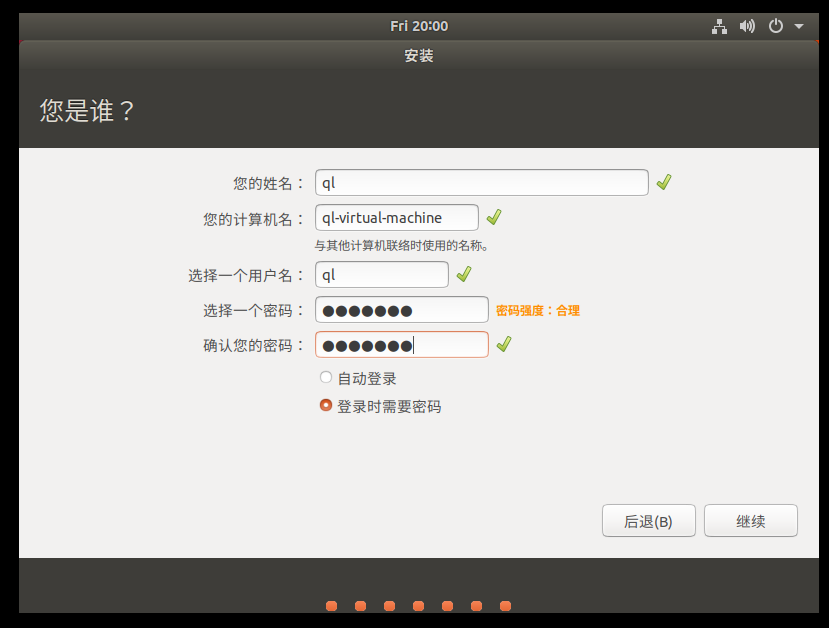 Fri 20:00
安装
您是谁？
您的姓名： ql
您的计算机名： ql-virtual-machine
与其他计算机联络时使用的名称。
选择一个用户名： ql
选择一个密码： ●●●●●●● 密码强度：合理
确认您的密码： ●●●●●●●
自动登录
登录时需要密码
后退(B) 继续